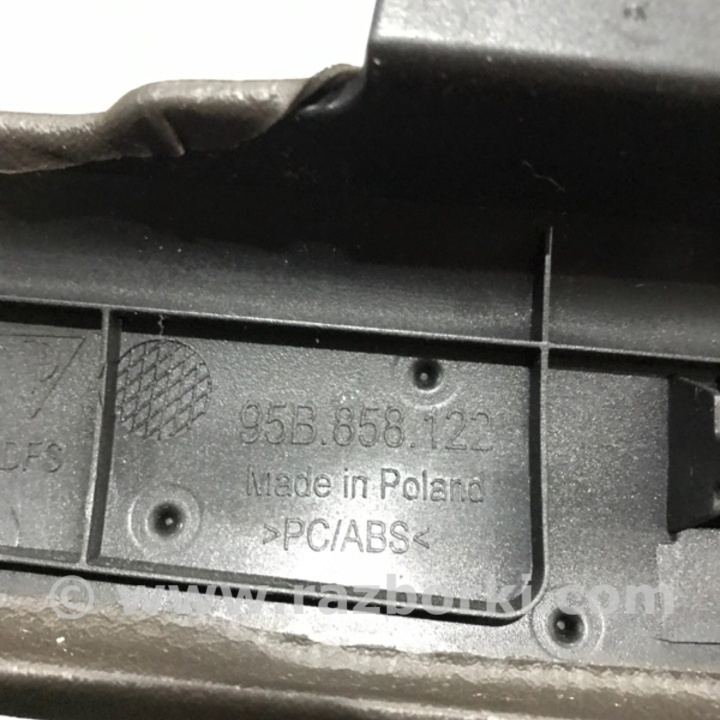 95B.858.122
DFS
Made in Poland
>PC/ABS<
© www.razborki.com